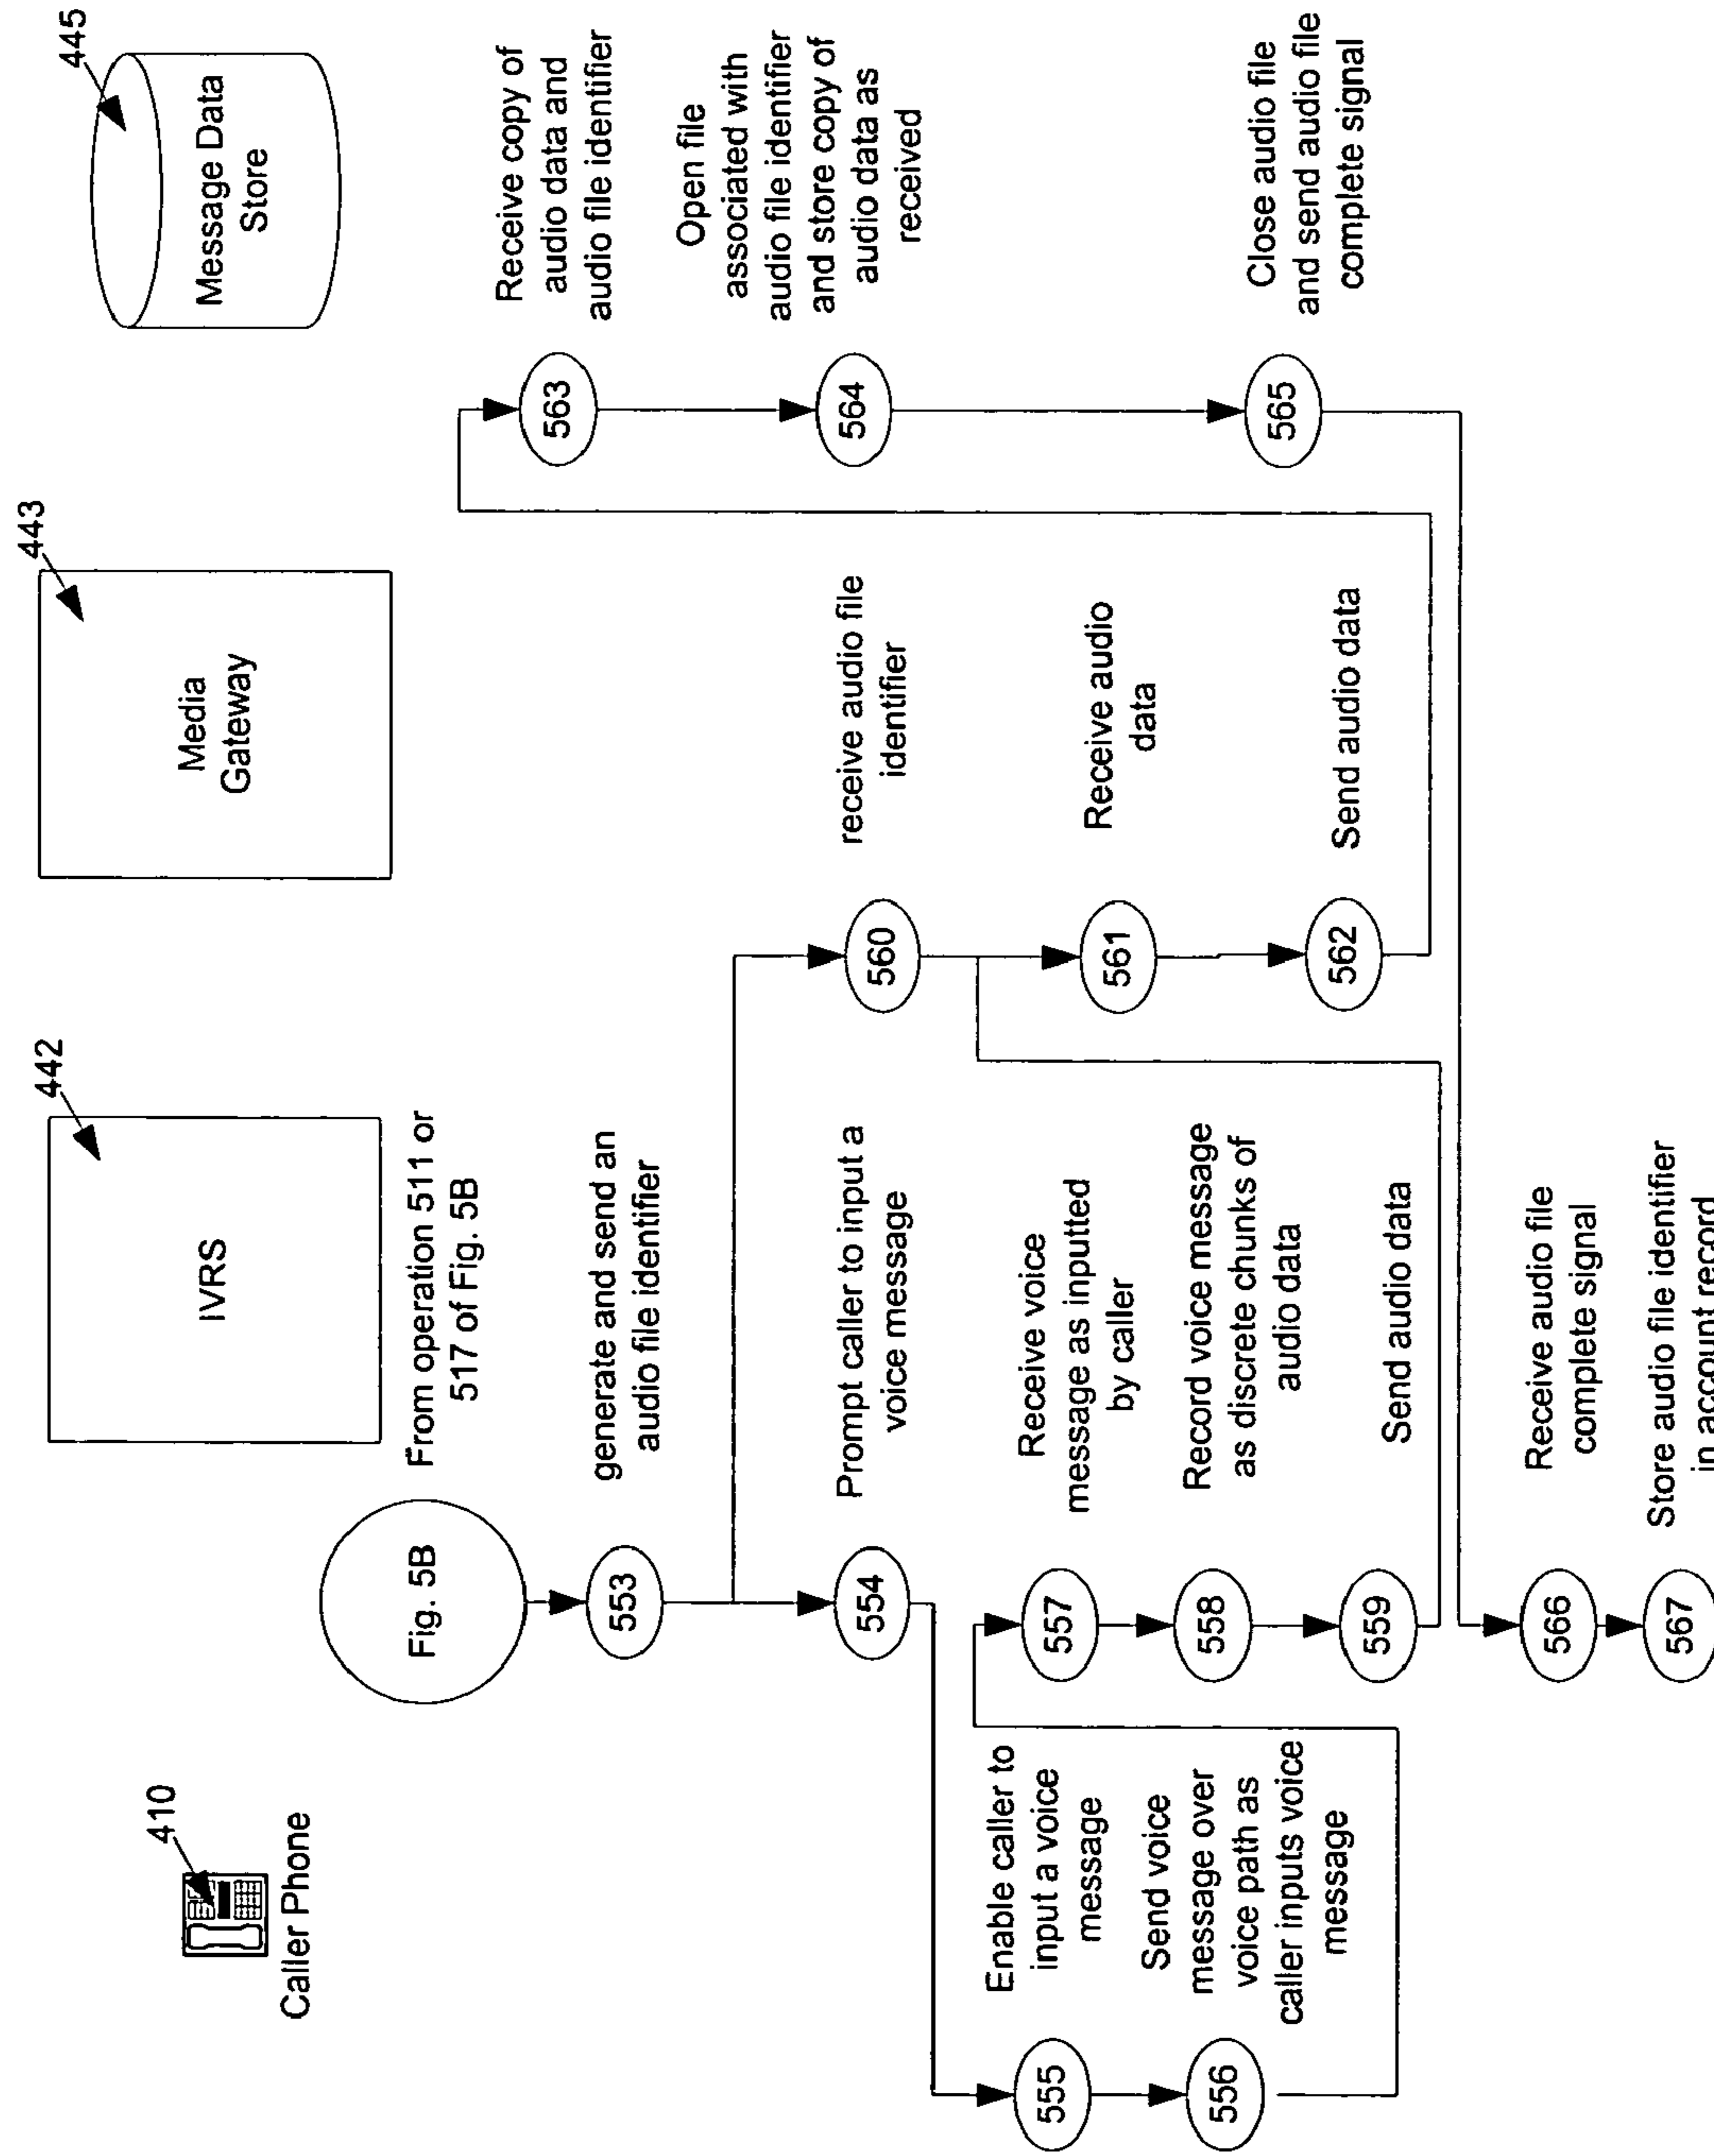 410
Caller Phone
442
IVRS
443
Media
Gateway
445
Message Data
Store
Fig. 5B
From operation 511 or
517 of Fig. 5B
553
generate and send an
audio file identifier
554
Prompt caller to input a
voice message
555
Enable caller to
input a voice
message
556
Send voice
message over
voice path as
caller inputs voice
message
557
Receive voice
message as inputted
by caller
558
Record voice message
as discrete chunks of
audio data
559
Send audio data
560
receive audio file
identifier
561
Receive audio
data
562
Send audio data
563
Receive copy of
audio data and
audio file identifier
564
Open file
associated with
audio file identifier
and store copy of
audio data as
received
565
Close audio file
and send audio file
complete signal
566
Receive audio file
complete signal
567
Store audio file identifier
in account record